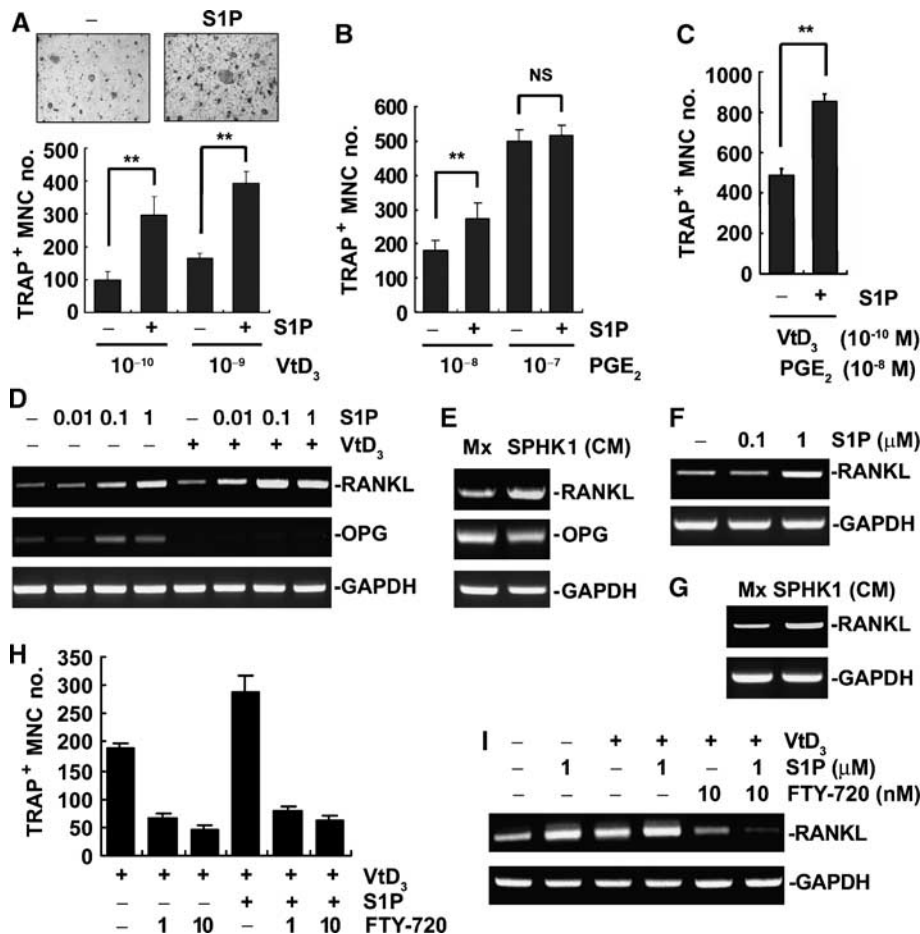 A
– S1P
TRAP⁺ MNC no.
500
400
300
200
100
0
** **
– + – + S1P
10⁻¹⁰ 10⁻⁹ VtD₃
B
TRAP⁺ MNC no.
600
500
400
300
200
100
0
** NS
– + – + S1P
10⁻⁸ 10⁻⁷ PGE₂
C
TRAP⁺ MNC no.
1000
800
600
400
200
0
**
– + S1P
VtD₃ (10⁻¹⁰ M)
PGE₂ (10⁻⁸ M)
D
– 0.01 0.1 1 – 0.01 0.1 1 S1P
– – – – + + + + VtD₃
-RANKL
-OPG
-GAPDH
E
Mx SPHK1 (CM)
-RANKL
-OPG
-GAPDH
F
– 0.1 1 S1P (μM)
-RANKL
-GAPDH
G
Mx SPHK1 (CM)
-RANKL
-GAPDH
H
TRAP⁺ MNC no.
350
300
250
200
150
100
50
0
+ + + + + + VtD₃
– – – + + + S1P
– 1 10 – 1 10 FTY-720
I
– – + + + + VtD₃
– 1 – 1 – 1 S1P (μM)
– – – – 10 10 FTY-720 (nM)
-RANKL
-GAPDH